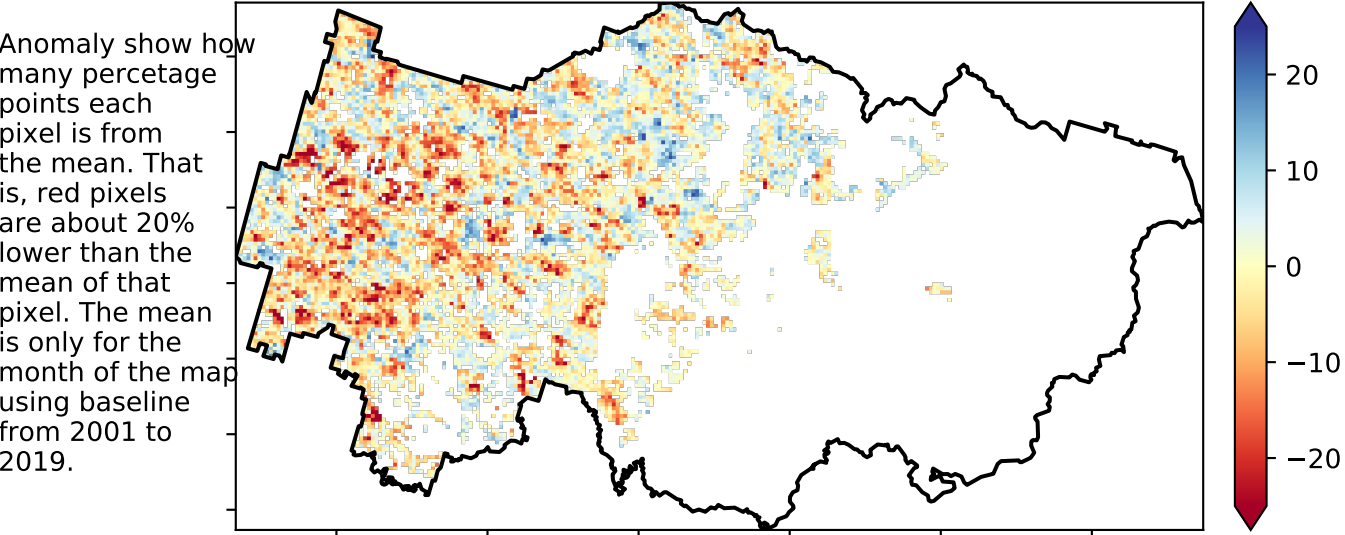 Anomaly show how
many percetage
points each
pixel is from
the mean. That
is, red pixels
are about 20%
lower than the
mean of that
pixel. The mean
is only for the
month of the map
using baseline
from 2001 to
2019.
20
10
0
−10
−20